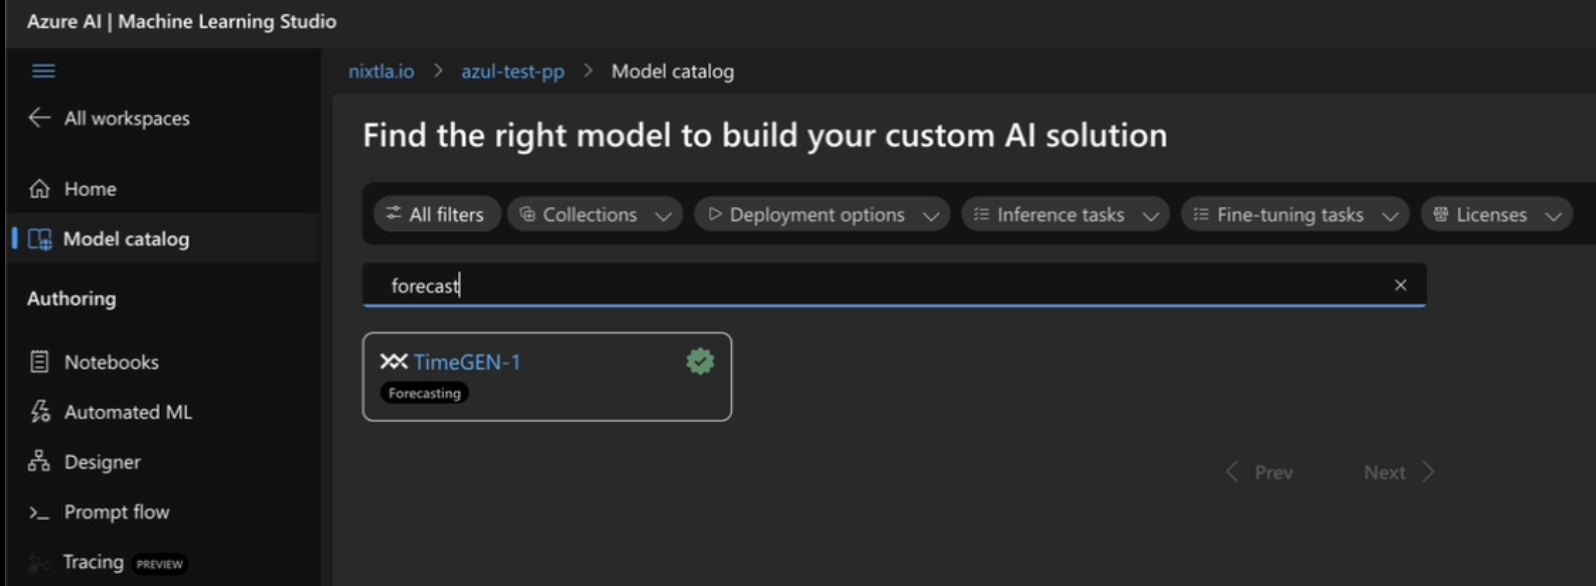 Azure AI | Machine Learning Studio
nixtla.io > azul-test-pp > Model catalog
All workspaces
Home
Model catalog
Authoring
Notebooks
Automated ML
Designer
>_ Prompt flow
Tracing PREVIEW
Find the right model to build your custom AI solution
All filters Collections Deployment options Inference tasks Fine-tuning tasks Licenses
forecast
TimeGEN-1
Forecasting
Prev Next